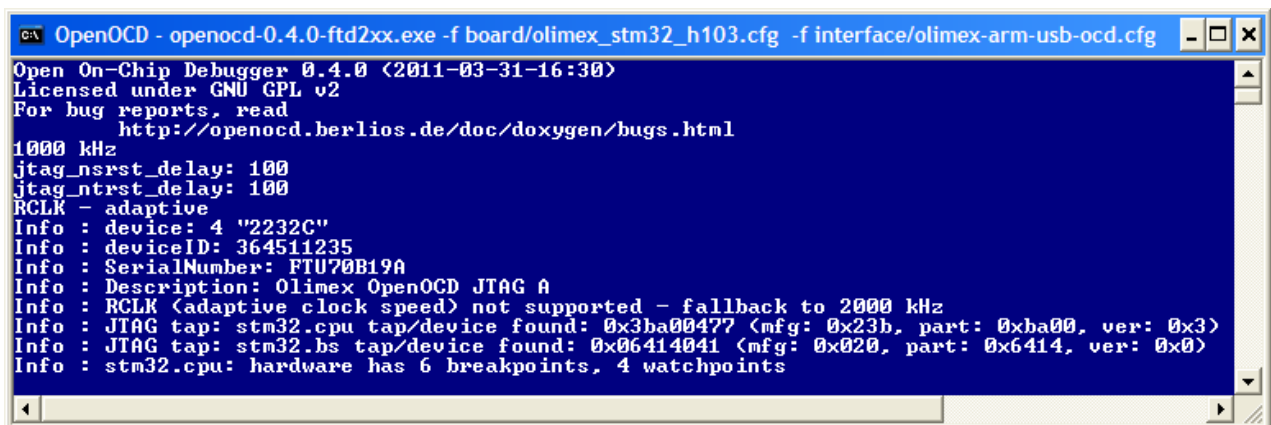 OpenOCD - openocd-0.4.0-ftd2xx.exe -f board/olimex_stm32_h103.cfg -f interface/olimex-arm-usb-ocd.cfg
Open On-Chip Debugger 0.4.0 (2011-03-31-16:30)
Licensed under GNU GPL v2
For bug reports, read
        http://openocd.berlios.de/doc/doxygen/bugs.html
1000 kHz
jtag_nsrst_delay: 100
jtag_ntrst_delay: 100
RCLK - adaptive
Info : device: 4 "2232C"
Info : deviceID: 364511235
Info : SerialNumber: FTU70B19A
Info : Description: Olimex OpenOCD JTAG A
Info : RCLK (adaptive clock speed) not supported - fallback to 2000 kHz
Info : JTAG tap: stm32.cpu tap/device found: 0x3ba00477 (mfg: 0x23b, part: 0xba00, ver: 0x3)
Info : JTAG tap: stm32.bs tap/device found: 0x06414041 (mfg: 0x020, part: 0x6414, ver: 0x0)
Info : stm32.cpu: hardware has 6 breakpoints, 4 watchpoints